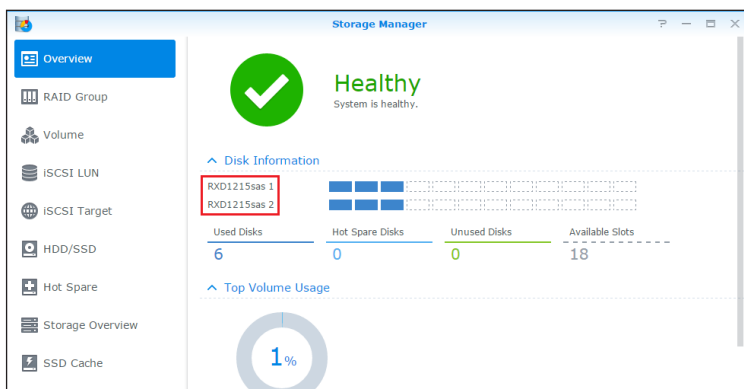 Storage Manager
Overview
RAID Group
Volume
iSCSI LUN
iSCSI Target
HDD/SSD
Hot Spare
Storage Overview
SSD Cache
Healthy
System is healthy.
Disk Information
RXD1215sas 1
RXD1215sas 2
Used Disks Hot Spare Disks Unused Disks Available Slots
6 0 0 18
Top Volume Usage
1%